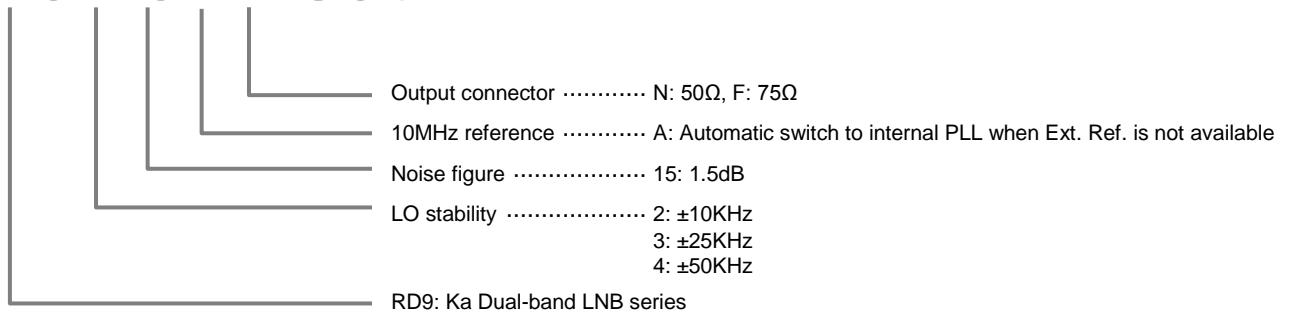 Output connector ............ N: 50Ω, F: 75Ω
10MHz reference ............ A: Automatic switch to internal PLL when Ext. Ref. is not available
Noise figure ................... 15: 1.5dB
LO stability .................... 2: ±10KHz
3: ±25KHz
4: ±50KHz
RD9: Ka Dual-band LNB series